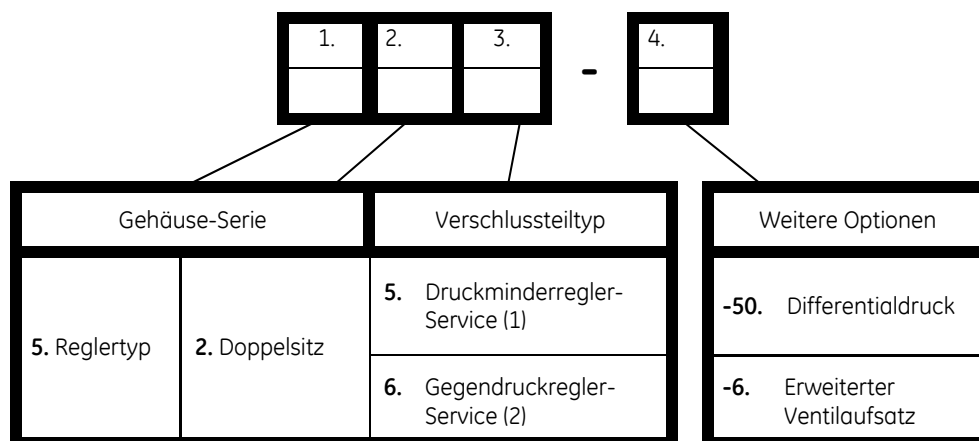 1. 2. 3. - 4.
Gehäuse-Serie Verschlussteiltyp Weitere Optionen
5. Reglertyp
2. Doppelsitz
5. Druckminderregler-
Service (1)
6. Gegendruckregler-
Service (2)
-50. Differentialdruck
-6. Erweiterter
Ventilaufsatz